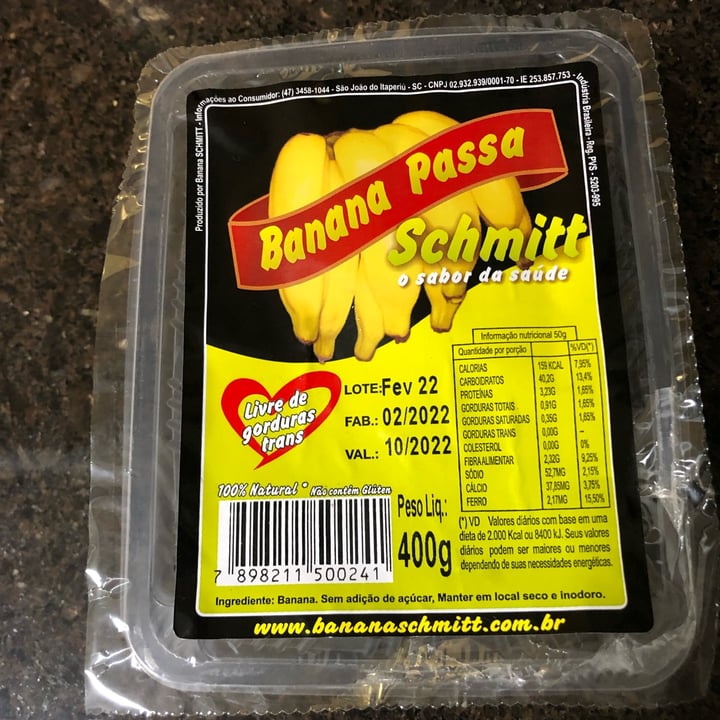 Produzido por Banana SCHMITT - Informações ao Consumidor: (47) 3458-1044 - São João do Itaperiú - SC - CNPJ 02.932.939/0001-70 - IE 253.857.753 - Indústria Brasileira - Reg. PVS - 5203-995
Banana Passa
Schmitt
o sabor da saúde
Livre de
gorduras
trans
LOTE: Fev 22
FAB.: 02/2022
VAL.: 10/2022
Informação nutricional 50g
Quantidade por porção %VD(*)
CALORIAS 159 KCAL 7,95%
CARBOIDRATOS 40,2G 13,4%
PROTEÍNAS 3,23G 1,65%
GORDURAS TOTAIS 0,91G 1,65%
GORDURAS SATURADAS 0,35G 1,65%
GORDURAS TRANS 0,00G --
COLESTEROL 0,00G 0%
FIBRA ALIMENTAR 2,32G 9,25%
SÓDIO 52,7MG 2,15%
CÁLCIO 37,85MG 3,75%
FERRO 2,17MG 15,50%
(*) VD Valores diários com base em uma
dieta de 2.000 Kcal ou 8400 kJ. Seus valores
diários podem ser maiores ou menores
dependendo de suas necessidades energéticas.
100% Natural * Não contém Glúten
Peso Liq.:
400g
7 898211 500241
Ingrediente: Banana. Sem adição de açúcar, Manter em local seco e inodoro.
www.bananaschmitt.com.br